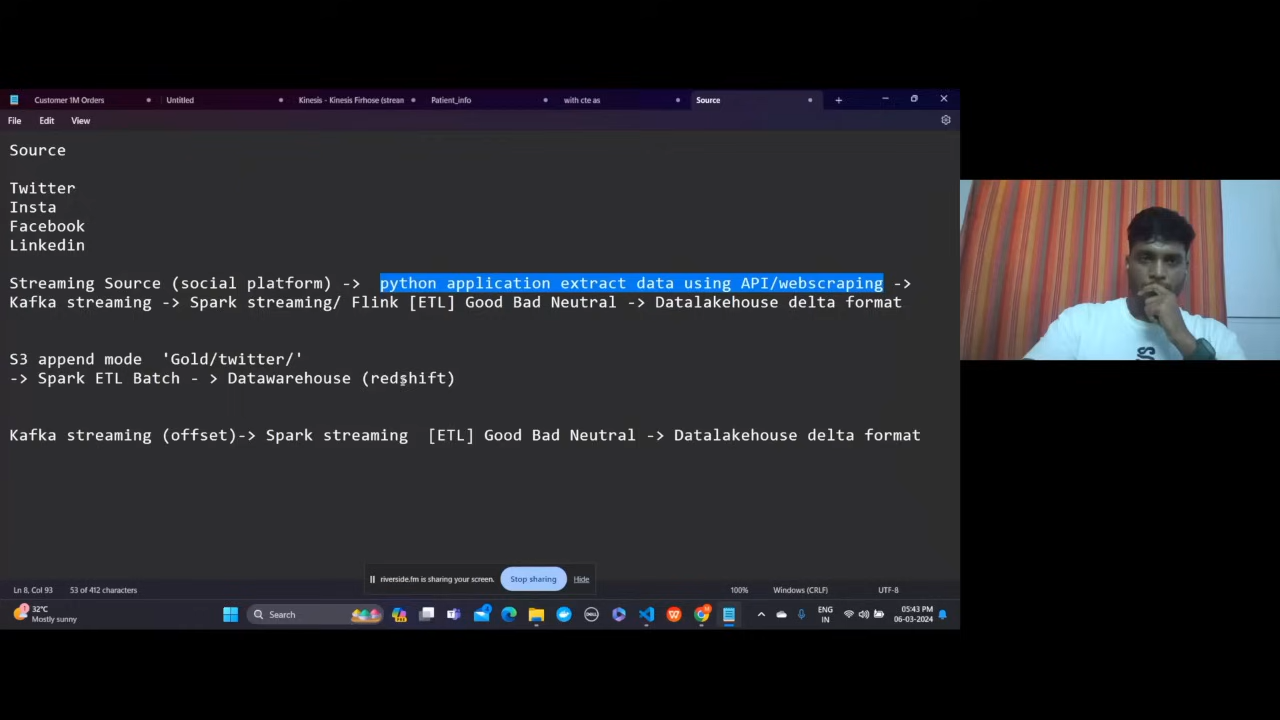 Customer 1M Orders
Untitled
Kinesis - Kinesis Firhose (strean
Patient_info
with cte as
Source
File Edit View
Source
Twitter
Insta
Facebook
Linkedin
Streaming Source (social platform) -> python application extract data using API/webscraping ->
Kafka streaming -> Spark streaming/ Flink [ETL] Good Bad Neutral -> Datalakehouse delta format
S3 append mode 'Gold/twitter/'
-> Spark ETL Batch - > Datawarehouse (redshift)
Kafka streaming (offset)-> Spark streaming [ETL] Good Bad Neutral -> Datalakehouse delta format
riverside.fm is sharing your screen. Stop sharing Hide
Ln 8, Col 93 53 of 412 characters 100% Windows (CRLF) UTF-8
32°C
Mostly sunny
Search
DELL
ENG
IN
05:43 PM
06-03-2024